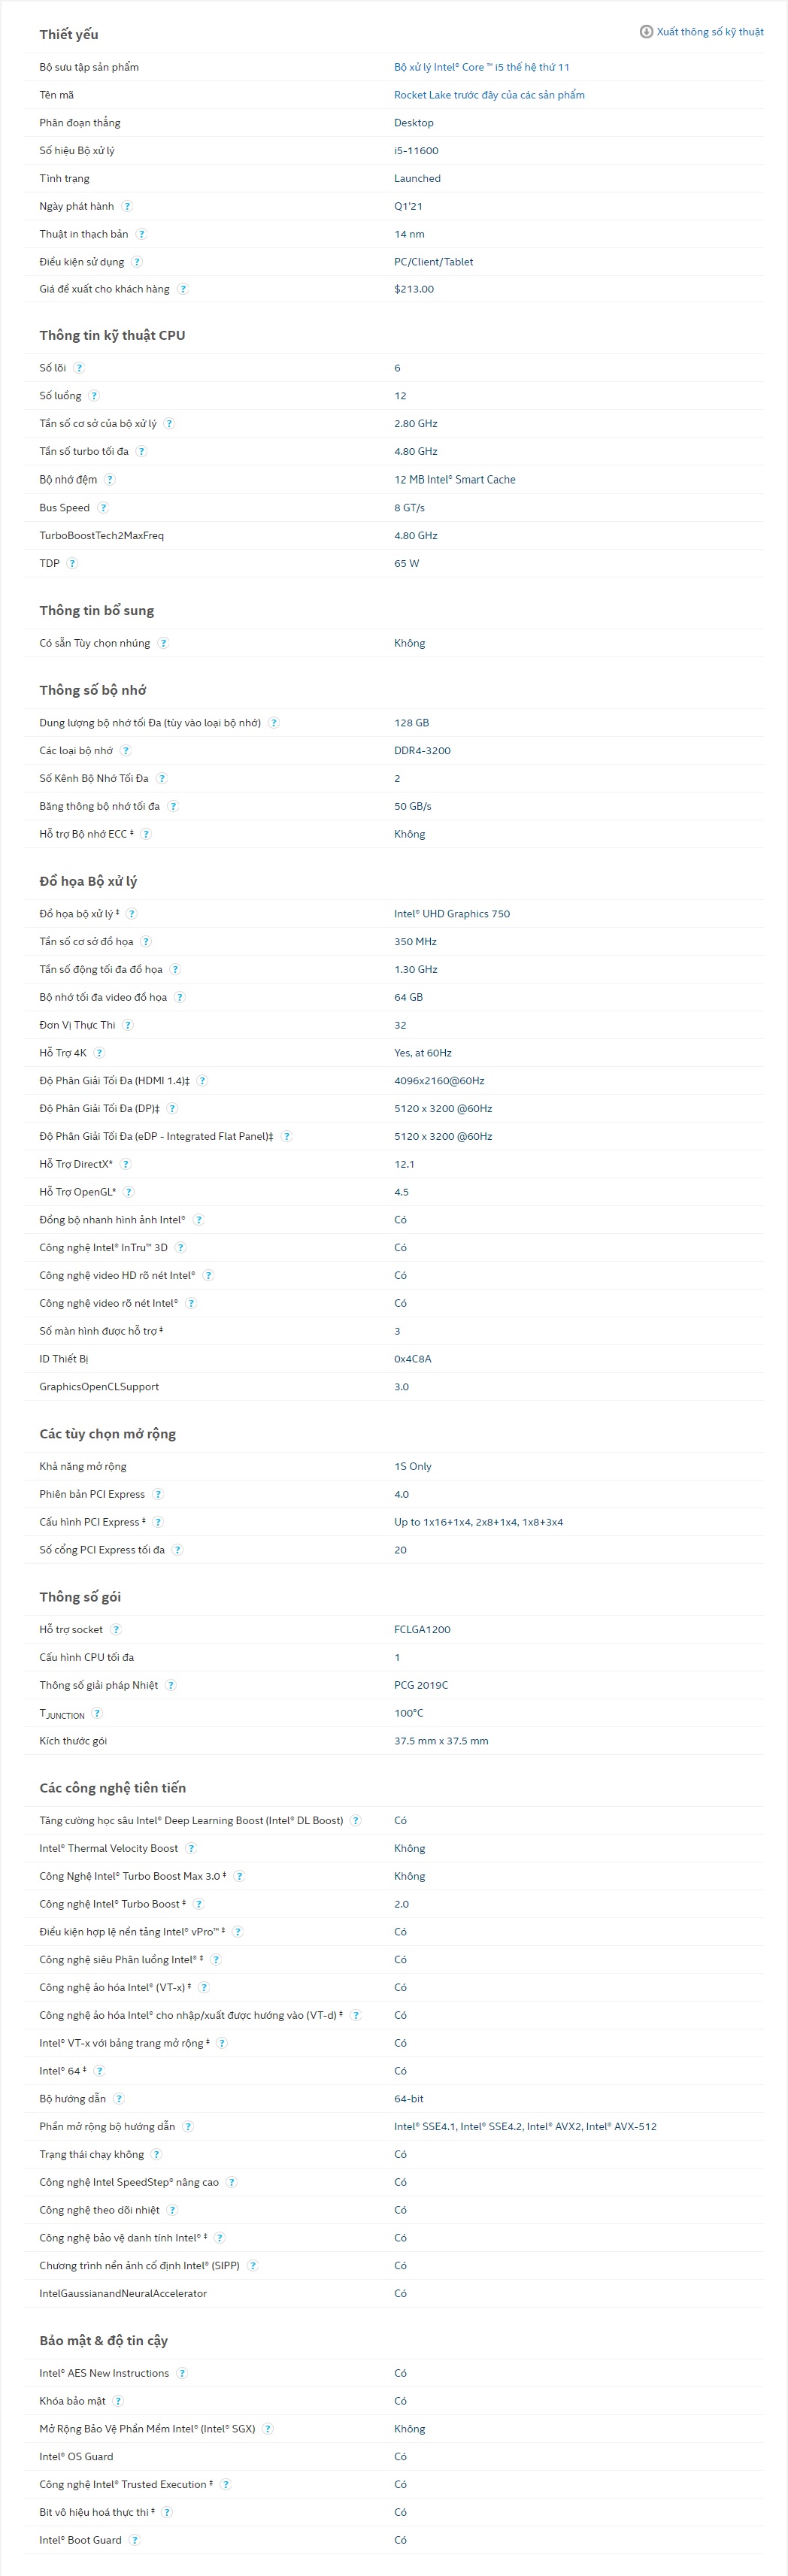 Thiết yếu
Xuất thông số kỹ thuật
Bộ sưu tập sản phẩm Bộ xử lý Intel® Core ™ i5 thế hệ thứ 11
Tên mã Rocket Lake trước đây của các sản phẩm
Phân đoạn thẳng Desktop
Số hiệu Bộ xử lý i5-11600
Tình trạng Launched
Ngày phát hành ? Q1'21
Thuật in thạch bản ? 14 nm
Điều kiện sử dụng ? PC/Client/Tablet
Giá đề xuất cho khách hàng ? $213.00
Thông tin kỹ thuật CPU
Số lõi ? 6
Số luồng ? 12
Tần số cơ sở của bộ xử lý ? 2.80 GHz
Tần số turbo tối đa ? 4.80 GHz
Bộ nhớ đệm ? 12 MB Intel® Smart Cache
Bus Speed ? 8 GT/s
TurboBoostTech2MaxFreq 4.80 GHz
TDP ? 65 W
Thông tin bổ sung
Có sẵn Tùy chọn nhúng ? Không
Thông số bộ nhớ
Dung lượng bộ nhớ tối Đa (tùy vào loại bộ nhớ) ? 128 GB
Các loại bộ nhớ ? DDR4-3200
Số Kênh Bộ Nhớ Tối Đa ? 2
Băng thông bộ nhớ tối đa ? 50 GB/s
Hỗ trợ Bộ nhớ ECC ‡ ? Không
Đồ họa Bộ xử lý
Đồ họa bộ xử lý ‡ ? Intel® UHD Graphics 750
Tần số cơ sở đồ họa ? 350 MHz
Tần số động tối đa đồ họa ? 1.30 GHz
Bộ nhớ tối đa video đồ họa ? 64 GB
Đơn Vị Thực Thi ? 32
Hỗ Trợ 4K ? Yes, at 60Hz
Độ Phân Giải Tối Đa (HDMI 1.4)‡ ? 4096x2160@60Hz
Độ Phân Giải Tối Đa (DP)‡ ? 5120 x 3200 @60Hz
Độ Phân Giải Tối Đa (eDP - Integrated Flat Panel)‡ ? 5120 x 3200 @60Hz
Hỗ Trợ DirectX* ? 12.1
Hỗ Trợ OpenGL* ? 4.5
Đồng bộ nhanh hình ảnh Intel® ? Có
Công nghệ Intel® InTru™ 3D ? Có
Công nghệ video HD rõ nét Intel® ? Có
Công nghệ video rõ nét Intel® ? Có
Số màn hình được hỗ trợ ‡ 3
ID Thiết Bị 0x4C8A
GraphicsOpenCLSupport 3.0
Các tùy chọn mở rộng
Khả năng mở rộng 1S Only
Phiên bản PCI Express ? 4.0
Cấu hình PCI Express ‡ ? Up to 1x16+1x4, 2x8+1x4, 1x8+3x4
Số cổng PCI Express tối đa ? 20
Thông số gói
Hỗ trợ socket ? FCLGA1200
Cấu hình CPU tối đa 1
Thông số giải pháp Nhiệt ? PCG 2019C
TJUNCTION ? 100°C
Kích thước gói 37.5 mm x 37.5 mm
Các công nghệ tiên tiến
Tăng cường học sâu Intel® Deep Learning Boost (Intel® DL Boost) ? Có
Intel® Thermal Velocity Boost ? Không
Công Nghệ Intel® Turbo Boost Max 3.0 ‡ ? Không
Công nghệ Intel® Turbo Boost ‡ ? 2.0
Điều kiện hợp lệ nền tảng Intel® vPro™ ‡ ? Có
Công nghệ siêu Phân luồng Intel® ‡ ? Có
Công nghệ ảo hóa Intel® (VT-x) ‡ ? Có
Công nghệ ảo hóa Intel® cho nhập/xuất được hướng vào (VT-d) ‡ ? Có
Intel® VT-x với bảng trang mở rộng ‡ ? Có
Intel® 64 ‡ ? Có
Bộ hướng dẫn ? 64-bit
Phần mở rộng bộ hướng dẫn ? Intel® SSE4.1, Intel® SSE4.2, Intel® AVX2, Intel® AVX-512
Trạng thái chạy không ? Có
Công nghệ Intel SpeedStep® nâng cao ? Có
Công nghệ theo dõi nhiệt ? Có
Công nghệ bảo vệ danh tính Intel® ‡ ? Có
Chương trình nền ảnh cố định Intel® (SIPP) ? Có
IntelGaussianandNeuralAccelerator Có
Bảo mật & độ tin cậy
Intel® AES New Instructions ? Có
Khóa bảo mật ? Có
Mở Rộng Bảo Vệ Phần Mềm Intel® (Intel® SGX) ? Không
Intel® OS Guard Có
Công nghệ Intel® Trusted Execution ‡ ? Có
Bit vô hiệu hoá thực thi ‡ ? Có
Intel® Boot Guard ? Có